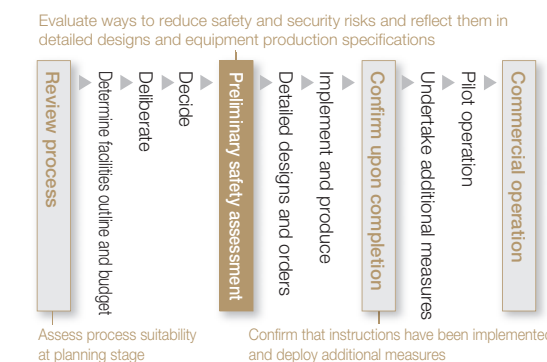 Evaluate ways to reduce safety and security risks and reflect them in
detailed designs and equipment production specifications
Review process
Determine facilities outline and budget
Deliberate
Decide
Preliminary safety assessment
Detailed designs and orders
Implement and produce
Confirm upon completion
Undertake additional measures
Pilot operation
Commercial operation
Assess process suitability
at planning stage
Confirm that instructions have been implemented
and deploy additional measures